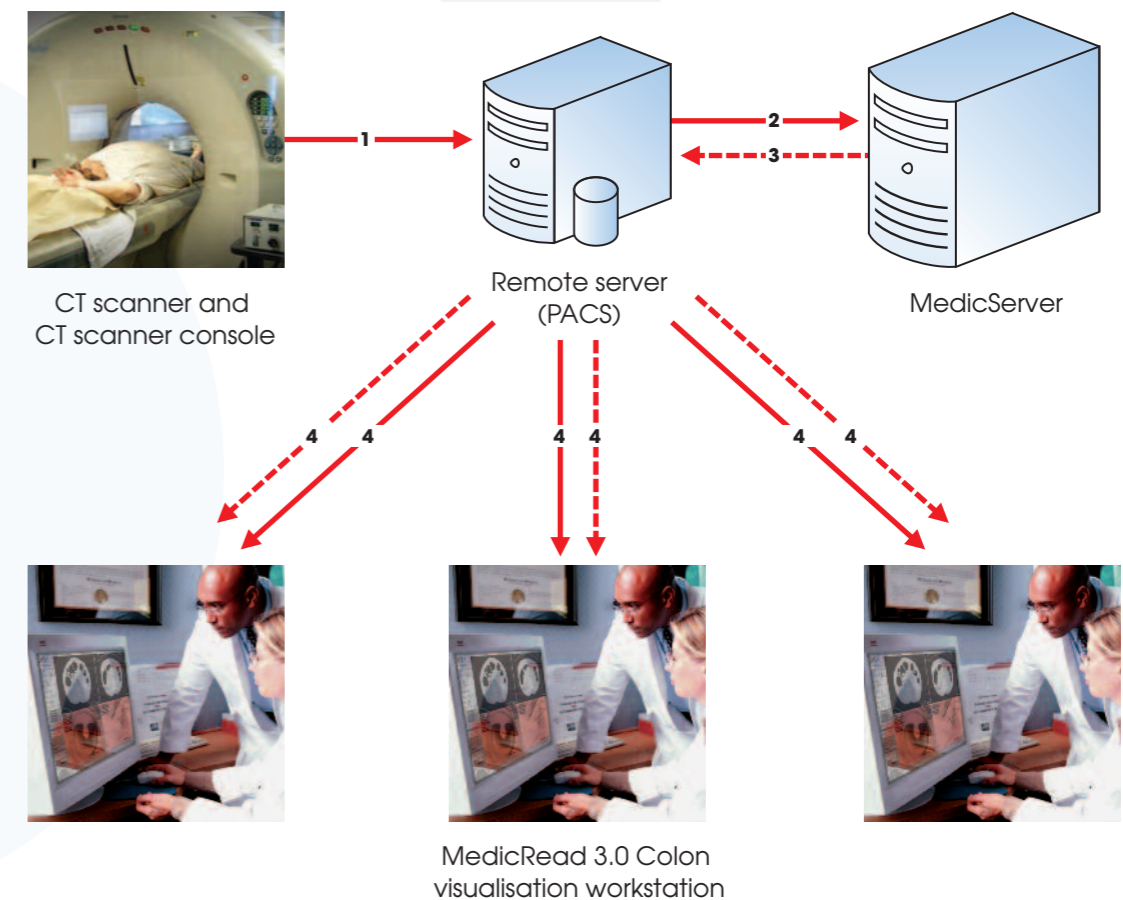 1
2
3
CT scanner and
CT scanner console
Remote server
(PACS)
MedicServer
4 4 4 4 4 4
MedicRead 3.0 Colon
visualisation workstation